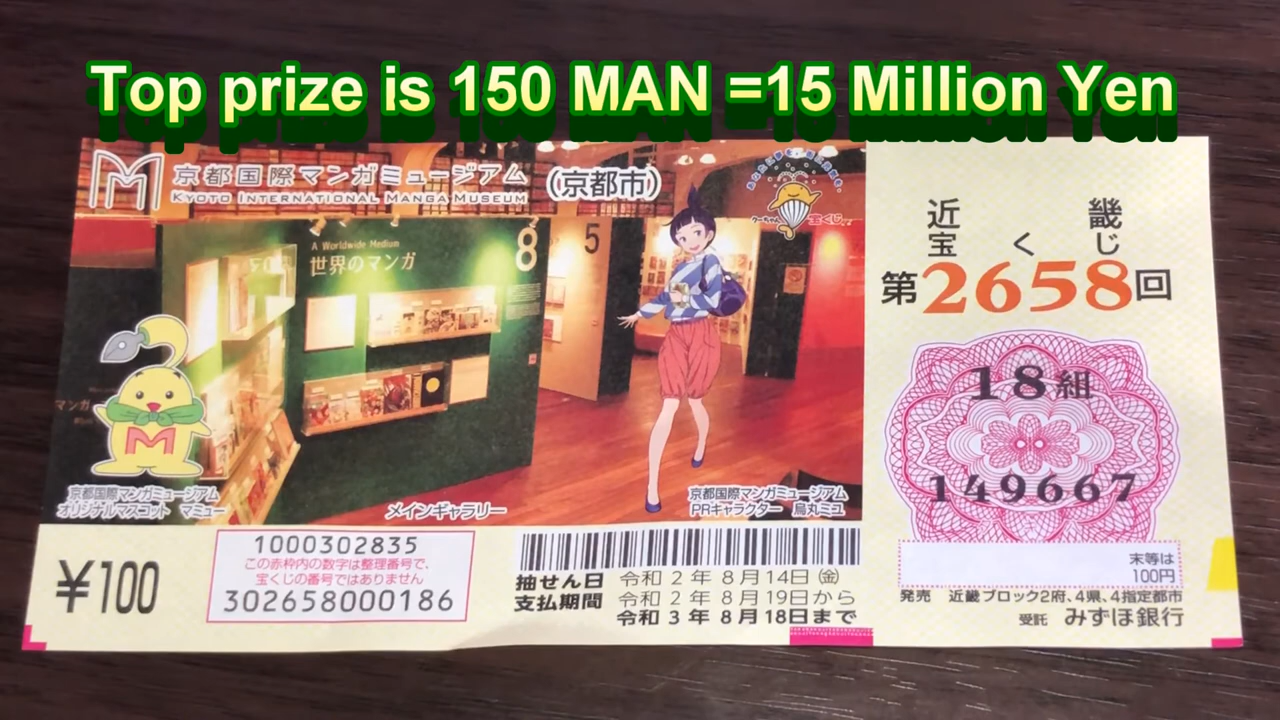 Top prize is 150 MAN =15 Million Yen
京都国際マンガミュージアム
KYOTO INTERNATIONAL MANGA MUSEUM
(京都市)
クーちゃん 宝くじ
A Worldwide Medium
世界のマンガ
8
5
京都国際マンガミュージアム
オリジナルマスコット マミュー
メインギャラリー
京都国際マンガミュージアム
PRキャラクター 烏丸ミユ
¥100
1000302835
この赤枠内の数字は整理番号で、
宝くじの番号ではありません
302658000186
抽せん日 令和2年8月14日㈮
支払期間 令和2年8月19日から
令和3年8月18日まで
近畿
宝くじ
第2658回
18組
149667
末等は
100円
発売 近畿ブロック2府、4県、4指定都市
受託 みずほ銀行